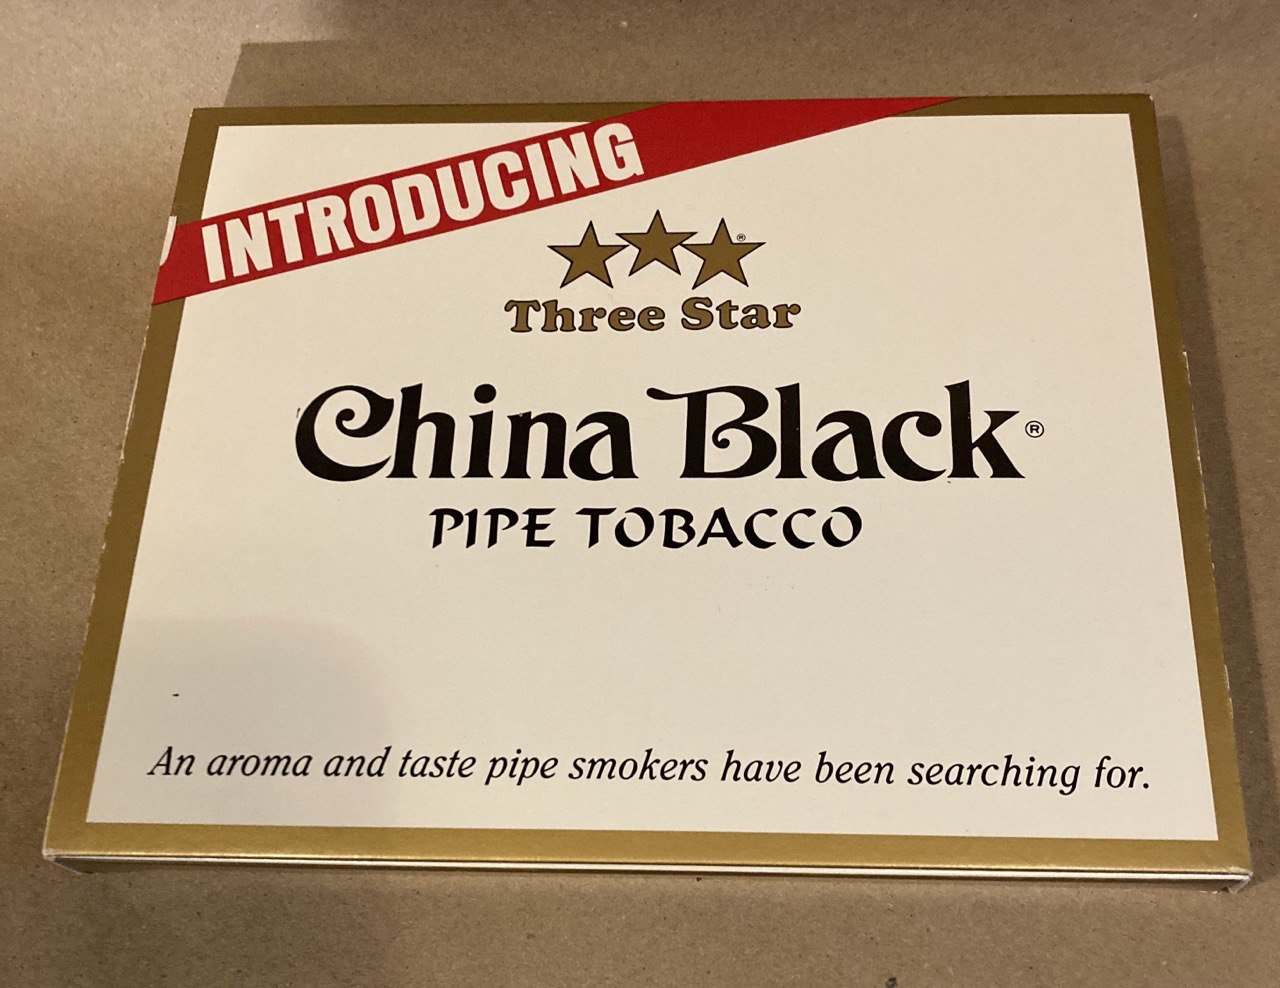 INTRODUCING
®
Three Star
China Black®
PIPE TOBACCO
An aroma and taste pipe smokers have been searching for.